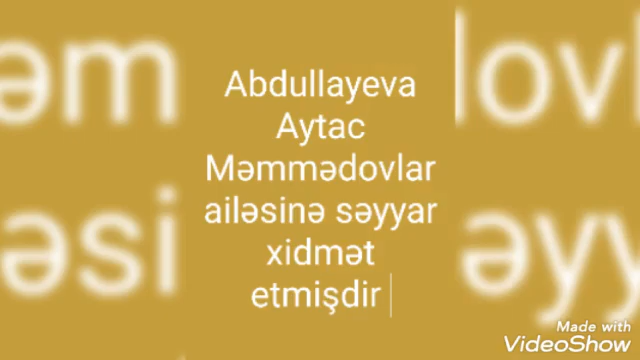 Abdullayeva
Aytac
Məmmədovlar
ailəsinə səyyar
xidmət
etmişdir
Made with
VideoShow